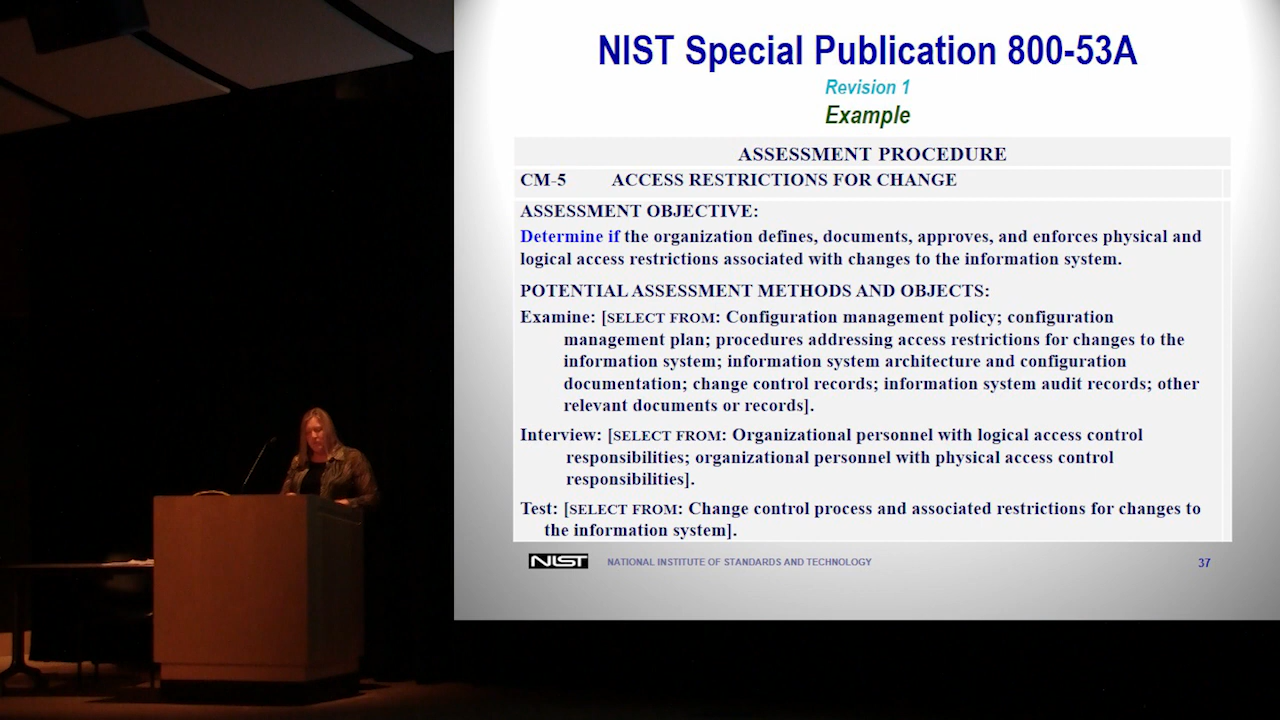 NIST Special Publication 800-53A
Revision 1
Example
ASSESSMENT PROCEDURE
CM-5 ACCESS RESTRICTIONS FOR CHANGE
ASSESSMENT OBJECTIVE:
Determine if the organization defines, documents, approves, and enforces physical and
logical access restrictions associated with changes to the information system.
POTENTIAL ASSESSMENT METHODS AND OBJECTS:
Examine: [SELECT FROM: Configuration management policy; configuration
management plan; procedures addressing access restrictions for changes to the
information system; information system architecture and configuration
documentation; change control records; information system audit records; other
relevant documents or records].
Interview: [SELECT FROM: Organizational personnel with logical access control
responsibilities; organizational personnel with physical access control
responsibilities].
Test: [SELECT FROM: Change control process and associated restrictions for changes to
the information system].
NIST NATIONAL INSTITUTE OF STANDARDS AND TECHNOLOGY 37